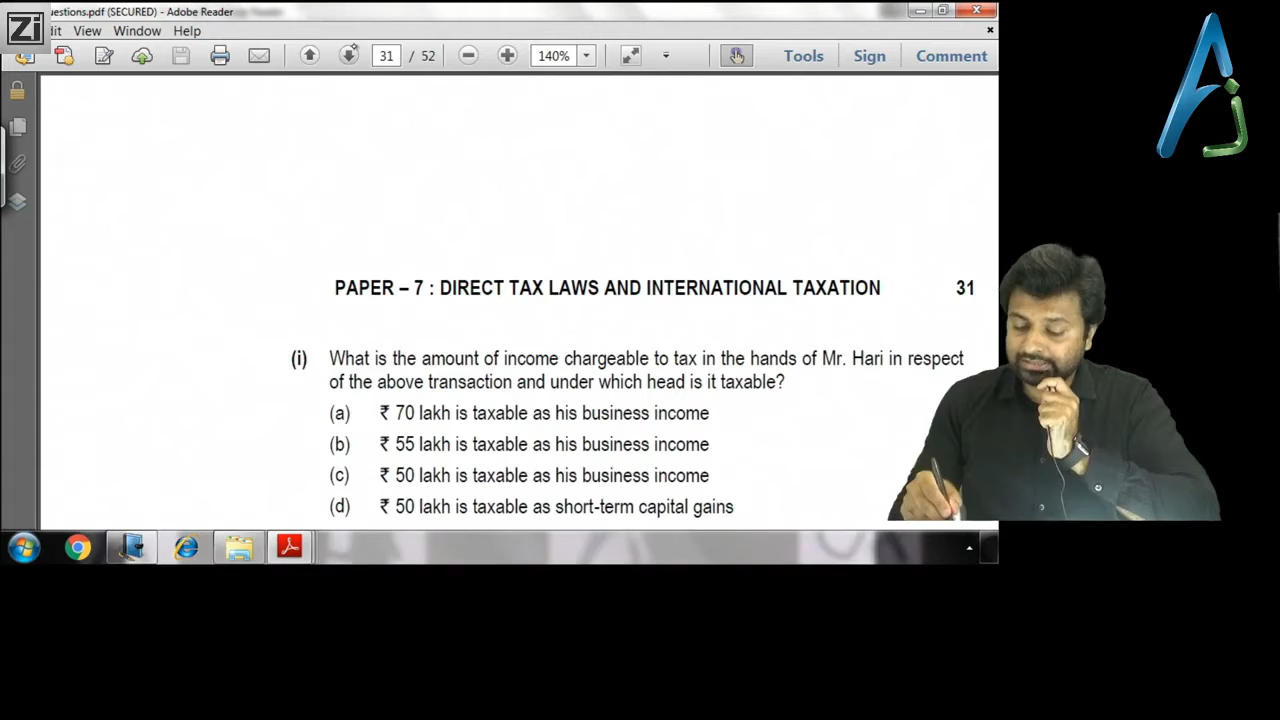 Zi
uestions.pdf (SECURED) - Adobe Reader
dit View Window Help
31 / 52 140% Tools Sign Comment
PAPER – 7 : DIRECT TAX LAWS AND INTERNATIONAL TAXATION 31
(i) What is the amount of income chargeable to tax in the hands of Mr. Hari in respect
of the above transaction and under which head is it taxable?
(a) ₹ 70 lakh is taxable as his business income
(b) ₹ 55 lakh is taxable as his business income
(c) ₹ 50 lakh is taxable as his business income
(d) ₹ 50 lakh is taxable as short-term capital gains